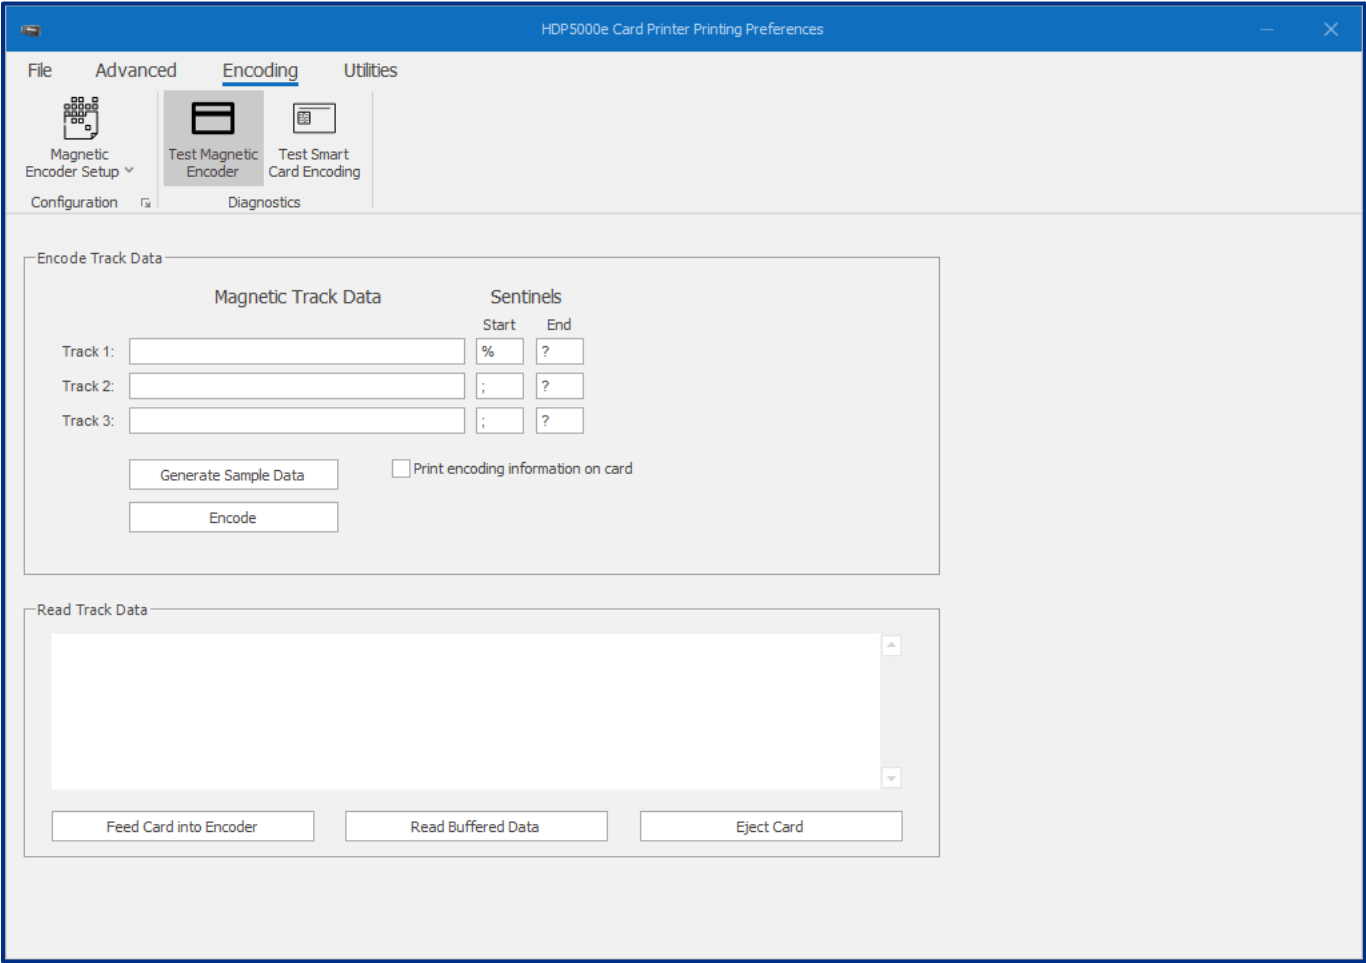 HDP5000e Card Printer Printing Preferences
File Advanced Encoding Utilities
Magnetic Encoder Setup
Test Magnetic Encoder
Test Smart Card Encoding
Configuration
Diagnostics
Encode Track Data
Magnetic Track Data Sentinels
Start End
Track 1: % ?
Track 2: ; ?
Track 3: ; ?
Generate Sample Data
Print encoding information on card
Encode
Read Track Data
Feed Card into Encoder Read Buffered Data Eject Card